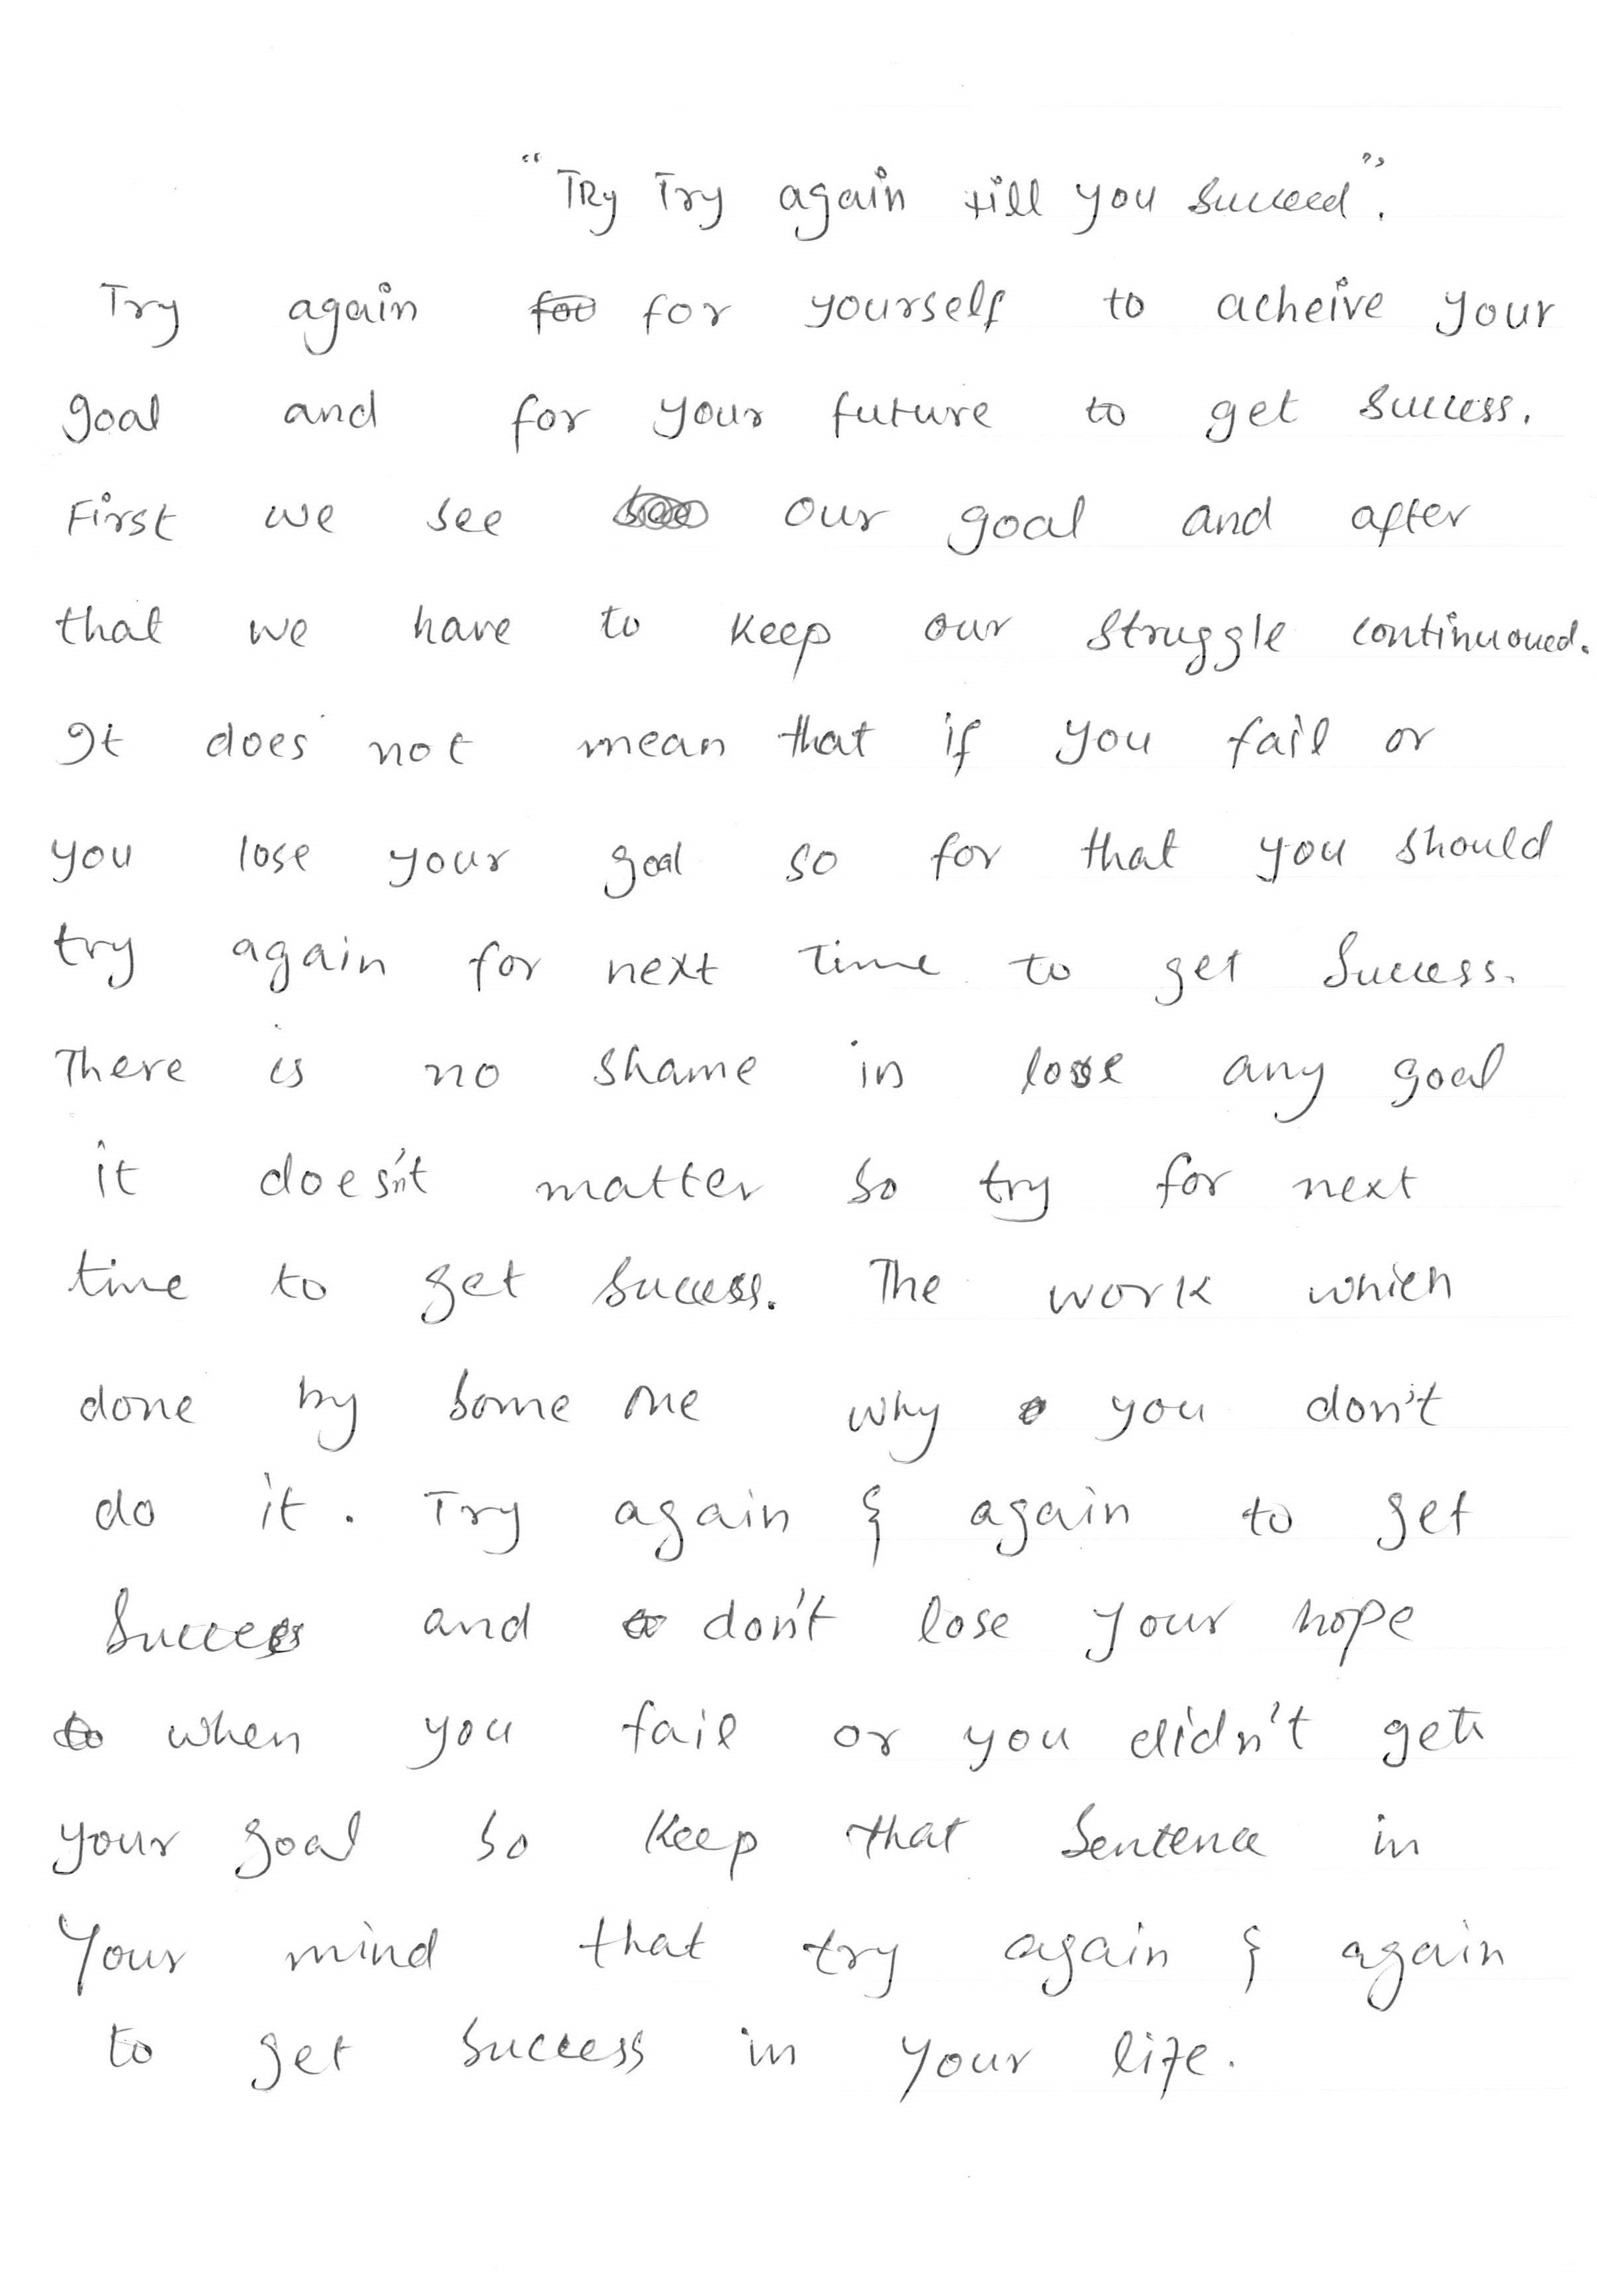 "Try Try again till you succeed".
Try again for for yourself to acheive your
goal and for your future to get success.
First we see our goal and after
that we have to keep our struggle continuoued.
It does not mean that if you fail or
you lose your goal so for that you should
try again for next time to get success.
There is no shame in lose any goal
it doesn't matter so try for next
time to get success. The work which
done by some one why you don't
do it. Try again & again to get
success and don't lose your hope
to when you fail or you didn't get
your goal so keep that sentence in
your mind that try again & again
to get success in your life.